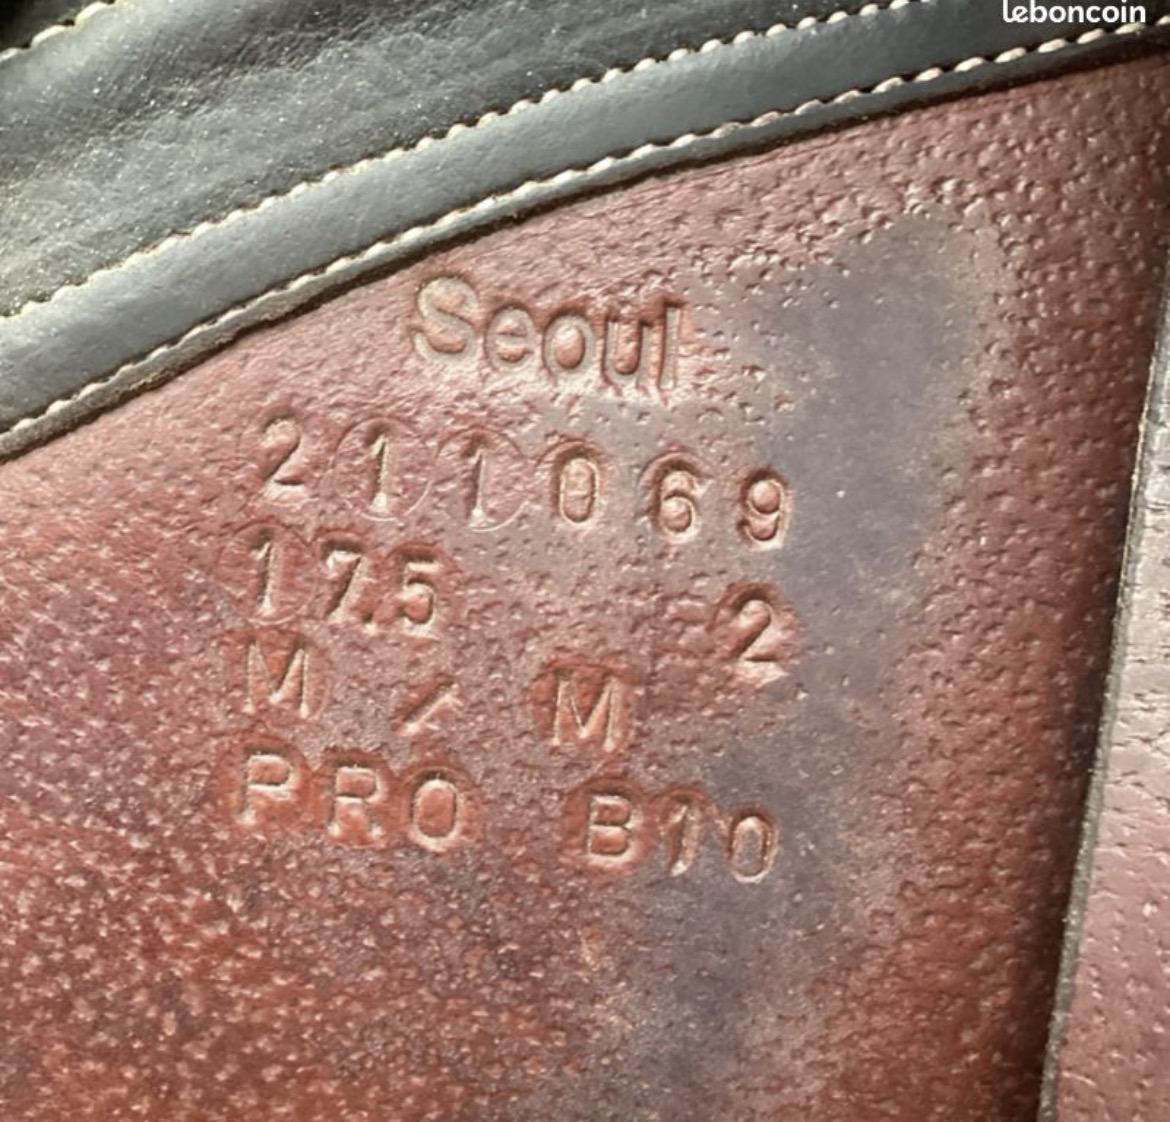 leboncoin
Seoul
211069
17.5 2
M / M
PRO B10